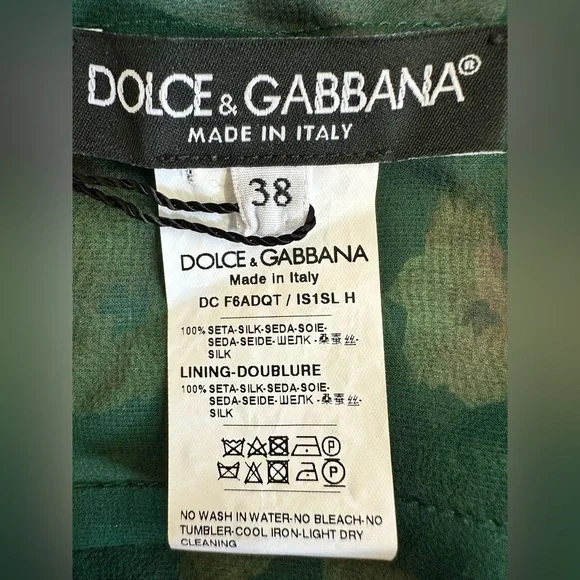 DOLCE & GABBANA®
MADE IN ITALY
38
DOLCE & GABBANA
Made in Italy
DC F6ADQT / IS1SL H
100% SETA-SILK-SEDA-SOIE-
SEDA-SEIDE-ШЕЛК -桑蚕丝-
SILK
LINING-DOUBLURE
100% SETA-SILK-SEDA-SOIE-
SEDA-SEIDE-ШЕЛК -桑蚕丝-
SILK
P
P
NO WASH IN WATER-NO BLEACH-NO
TUMBLER-COOL IRON-LIGHT DRY
CLEANING